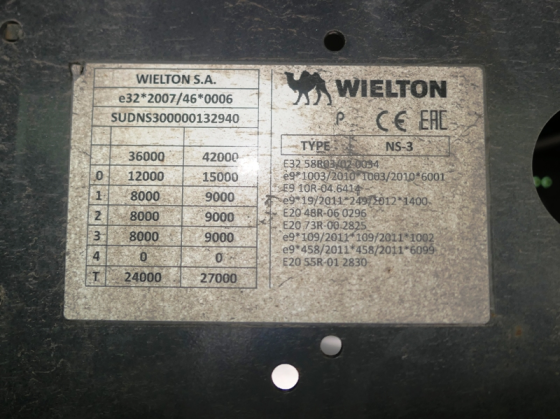 WIELTON S.A.
e32*2007/46*0006
SUDNS300000132940
36000 42000
0 12000 15000
1 8000 9000
2 8000 9000
3 8000 9000
4 0 0
T 24000 27000
WIELTON
P CE EAC
TYPE NS-3
E32 58R03/02 0034
e9*1003/2010*1003/2010*6001
E9 10R-04.6414
e9*19/2011*249/2012*1400
E20 48R-06 0296
E20 73R-00 2825
e9*109/2011*109/2011*1002
e9*458/2011*458/2011*6099
E20 55R-01 2830